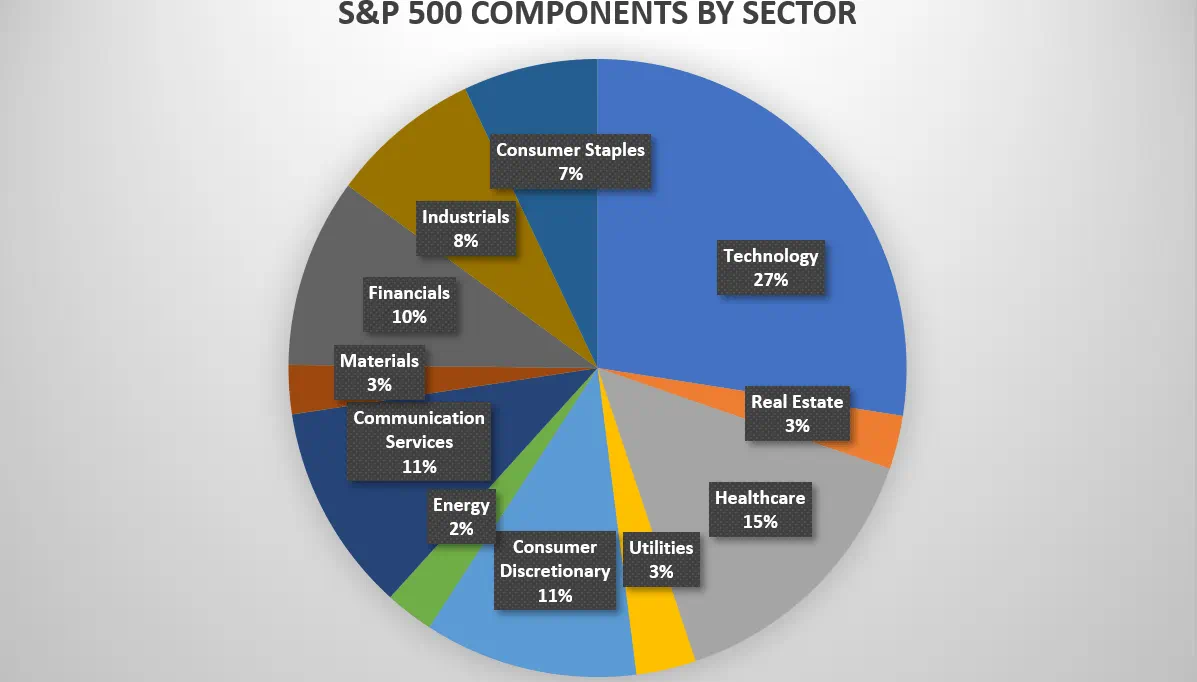 S&P 500 COMPONENTS BY SECTOR
Consumer Staples
7%
Technology
27%
Industrials
8%
Financials
10%
Materials
3%
Real Estate
3%
Communication
Services
11%
Healthcare
15%
Energy
2%
Consumer
Discretionary
11%
Utilities
3%